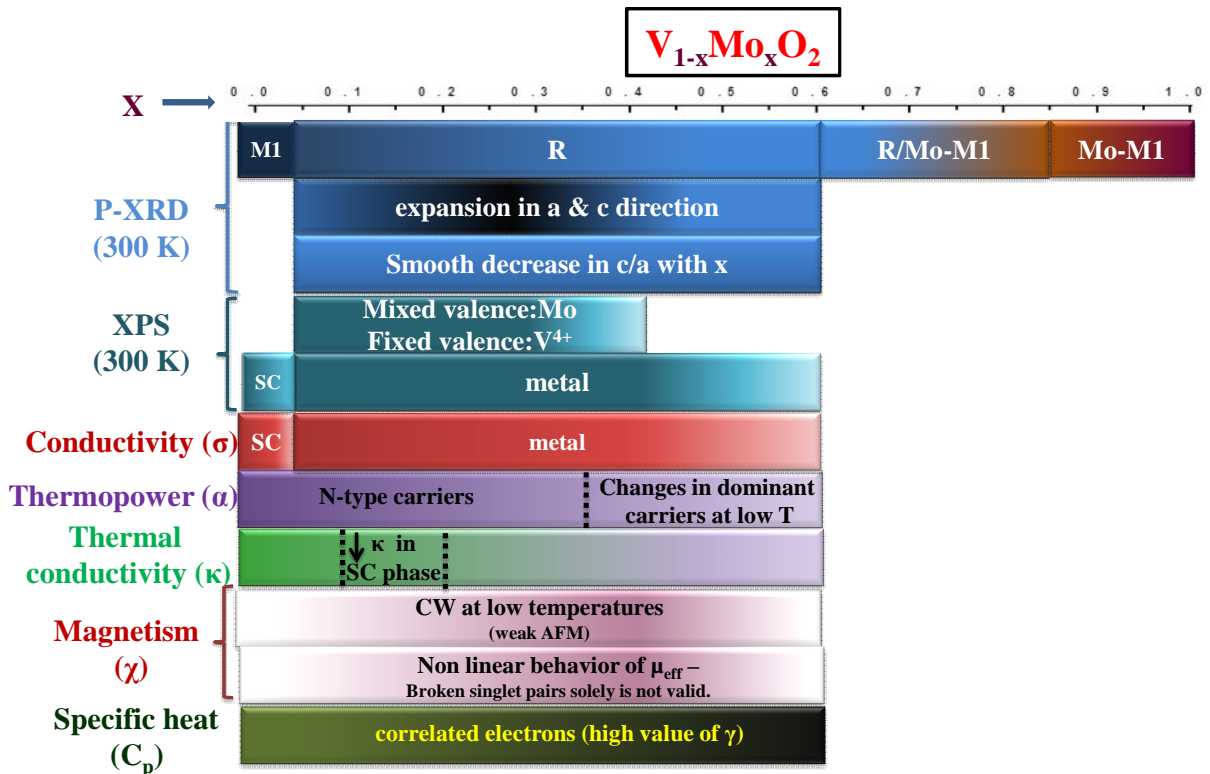 V₁₋ₓMoₓO₂
X
0.0 0.1 0.2 0.3 0.4 0.5 0.6 0.7 0.8 0.9 1.0
M1 R R/Mo-M1 Mo-M1
P-XRD
(300 K)
expansion in a & c direction
Smooth decrease in c/a with x
XPS
(300 K)
Mixed valence:Mo
Fixed valence:V⁴⁺
SC metal
Conductivity (σ) SC metal
Thermopower (α)
N-type carriers
Changes in dominant
carriers at low T
Thermal
conductivity (κ)
↓ κ in
SC phase
Magnetism
(χ)
CW at low temperatures
(weak AFM)
Non linear behavior of μeff –
Broken singlet pairs solely is not valid.
Specific heat
(Cₚ)
correlated electrons (high value of γ)